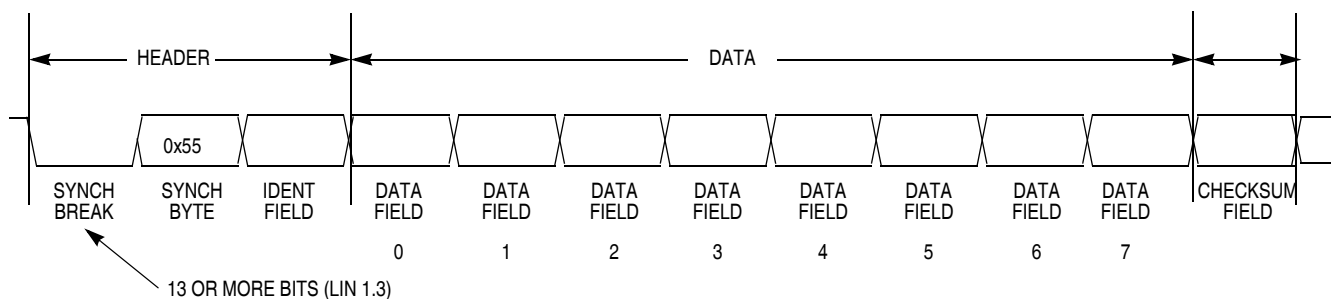 HEADER
DATA
0x55
SYNCH BREAK
SYNCH BYTE
IDENT FIELD
DATA FIELD 0
DATA FIELD 1
DATA FIELD 2
DATA FIELD 3
DATA FIELD 4
DATA FIELD 5
DATA FIELD 6
DATA FIELD 7
CHECKSUM FIELD
13 OR MORE BITS (LIN 1.3)